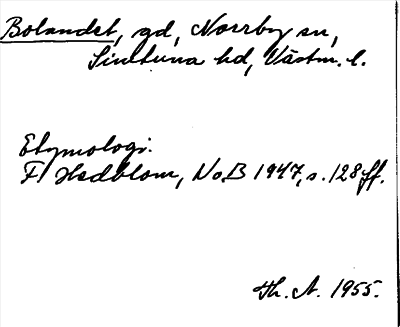 Bolandet, gd, Norrby sn,
Simtuna hd, Västm. l.
Etymologi.
F Hedblom, NoB 1947, s. 128 ff.
Th. A. 1955.